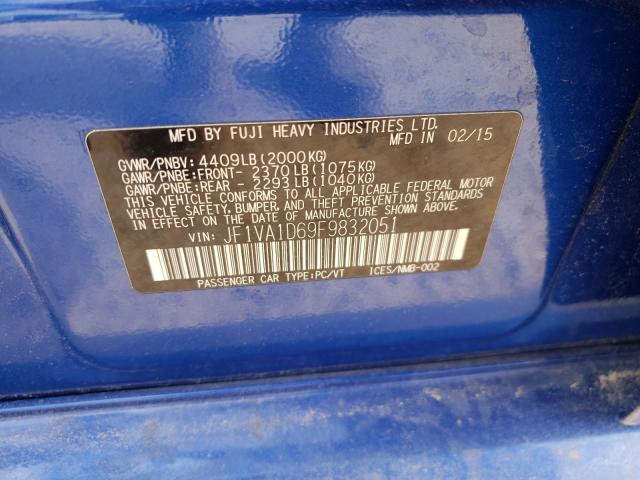 MFD BY FUJI HEAVY INDUSTRIES LTD.
MFD IN 02/15
GVWR/PNBV: 4409LB(2000KG)
GAWR/PNBE:FRONT- 2370LB(1075KG)
GAWR/PNBE:REAR - 2293LB(1040KG)
THIS VEHICLE CONFORMS TO ALL APPLICABLE FEDERAL MOTOR
VEHICLE SAFETY, BUMPER, AND THEFT PREVENTION STANDARDS
IN EFFECT ON THE DATE OF MANUFACTURE SHOWN ABOVE.
VIN: JF1VA1D69F9832051
PASSENGER CAR TYPE:PC/VT ICES/NMB-002